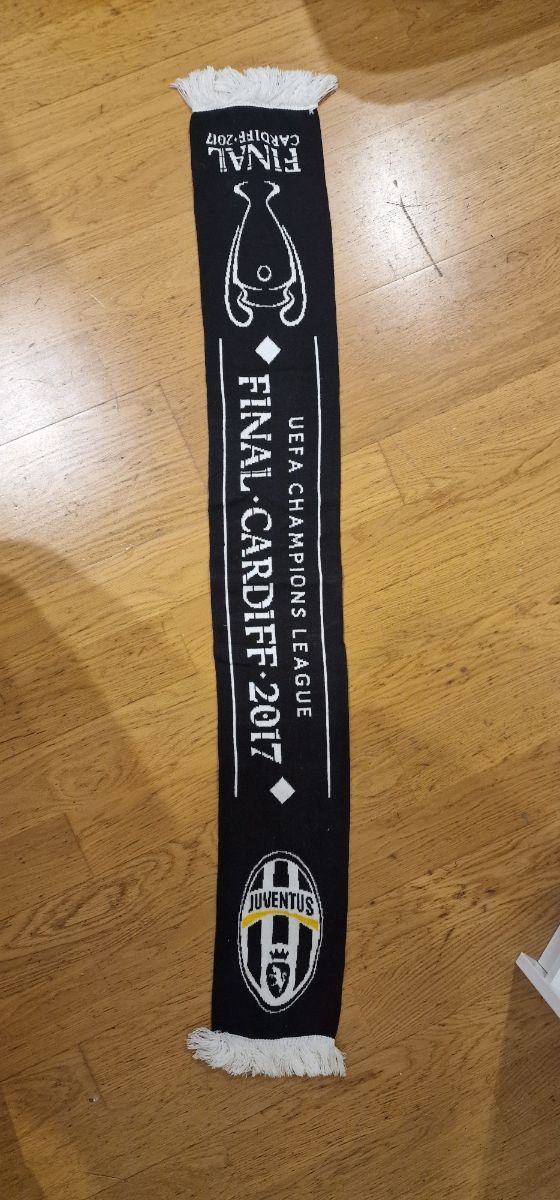 FINAL
CARDIFF·2017
UEFA CHAMPIONS LEAGUE
FINAL·CARDIFF·2017
JUVENTUS